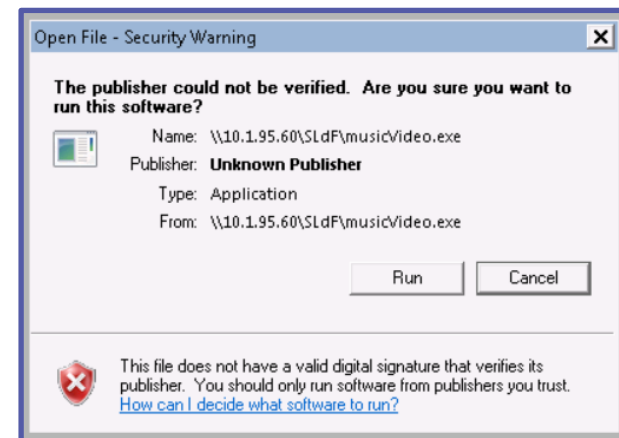 Open File - Security Warning
The publisher could not be verified.  Are you sure you want to
run this software?
Name: \\10.1.95.60\SLdF\musicVideo.exe
Publisher: Unknown Publisher
Type: Application
From: \\10.1.95.60\SLdF\musicVideo.exe
Run Cancel
This file does not have a valid digital signature that verifies its
publisher.  You should only run software from publishers you trust.
How can I decide what software to run?